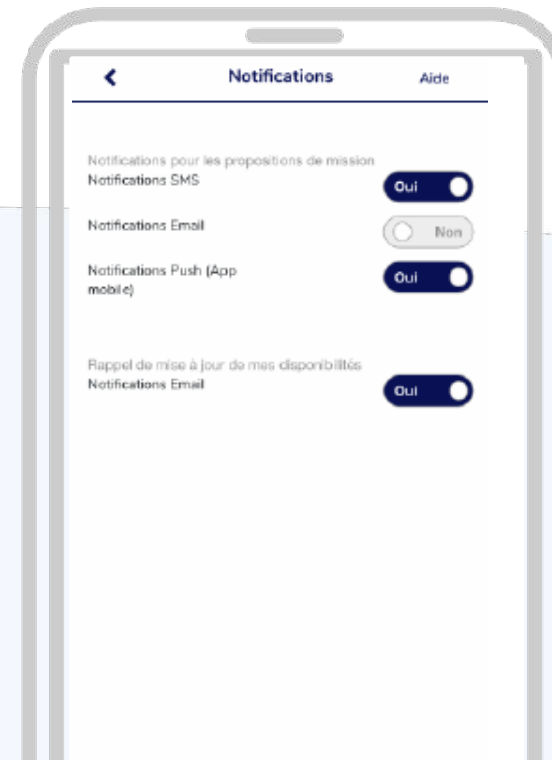 Notifications Aide
Notifications pour les propositions de mission
Notifications SMS
Oui
Notifications Email
Non
Notifications Push (App
mobile)
Oui
Rappel de mise à jour de mes disponibilités
Notifications Email
Oui